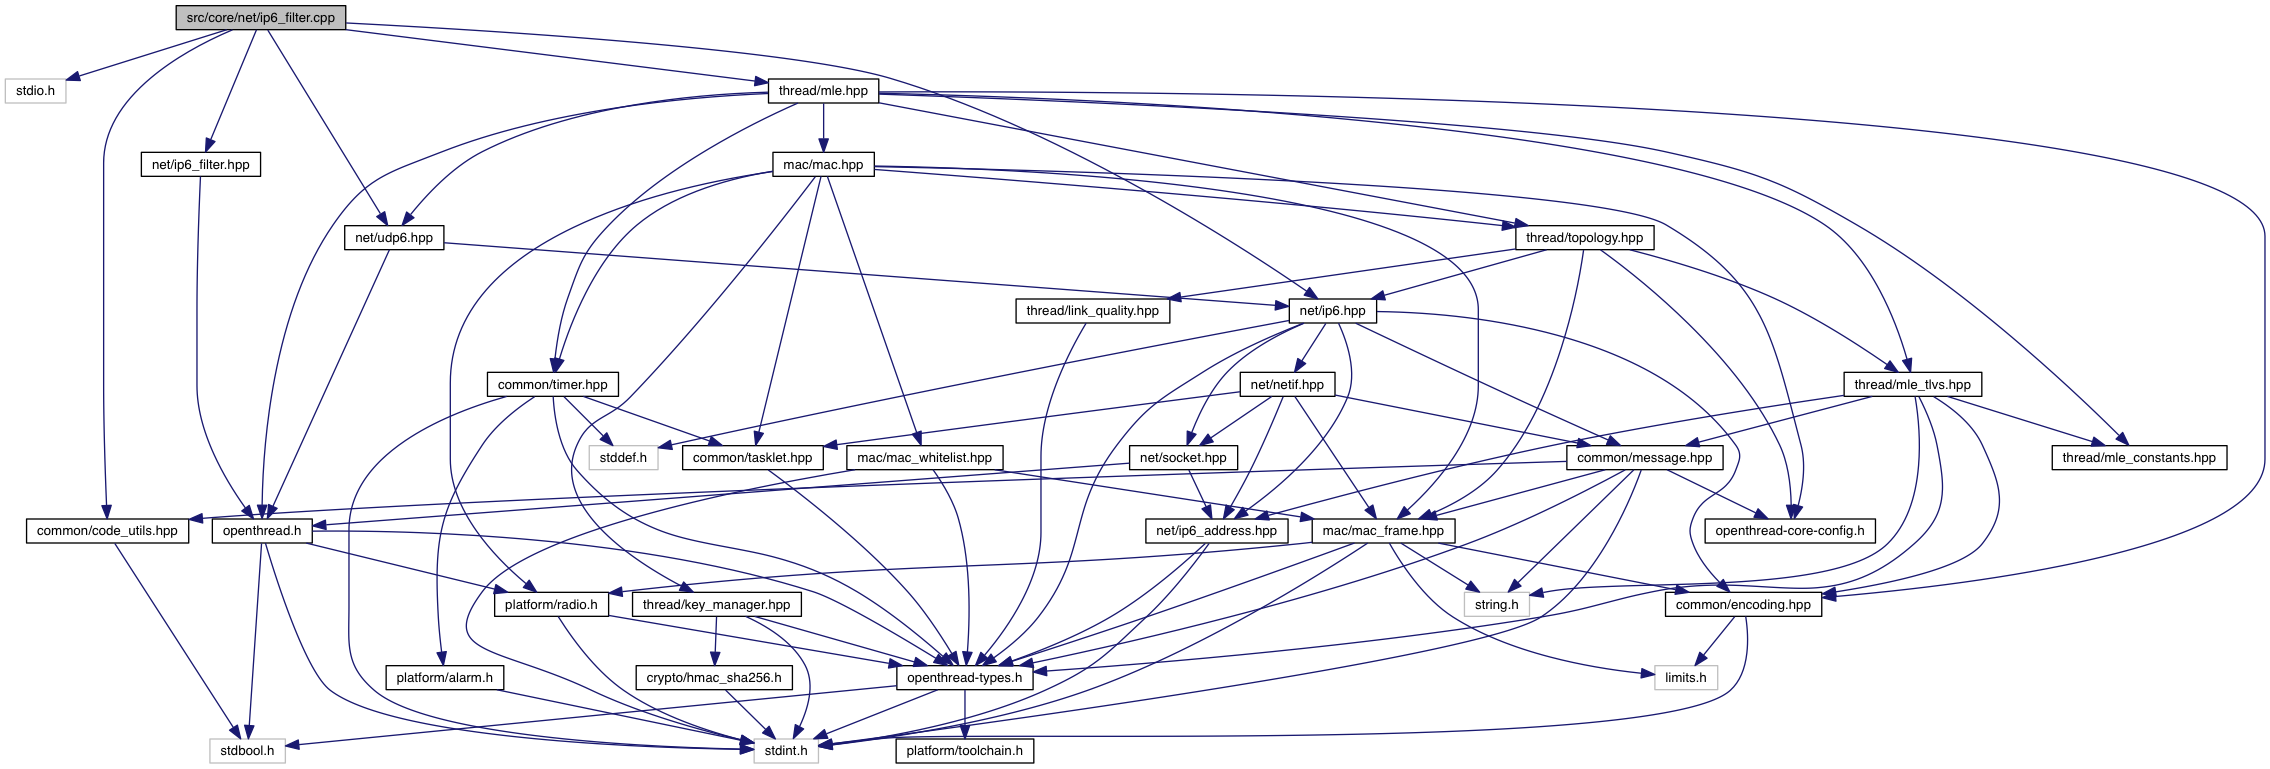 src/core/net/ip6_filter.cpp
stdio.h
thread/mle.hpp
net/ip6_filter.hpp
mac/mac.hpp
net/udp6.hpp
thread/topology.hpp
thread/link_quality.hpp
net/ip6.hpp
common/timer.hpp
net/netif.hpp
thread/mle_tlvs.hpp
stddef.h
common/tasklet.hpp
mac/mac_whitelist.hpp
net/socket.hpp
common/message.hpp
thread/mle_constants.hpp
common/code_utils.hpp
openthread.h
net/ip6_address.hpp
mac/mac_frame.hpp
openthread-core-config.h
platform/radio.h
thread/key_manager.hpp
string.h
common/encoding.hpp
platform/alarm.h
crypto/hmac_sha256.h
openthread-types.h
limits.h
stdbool.h
stdint.h
platform/toolchain.h